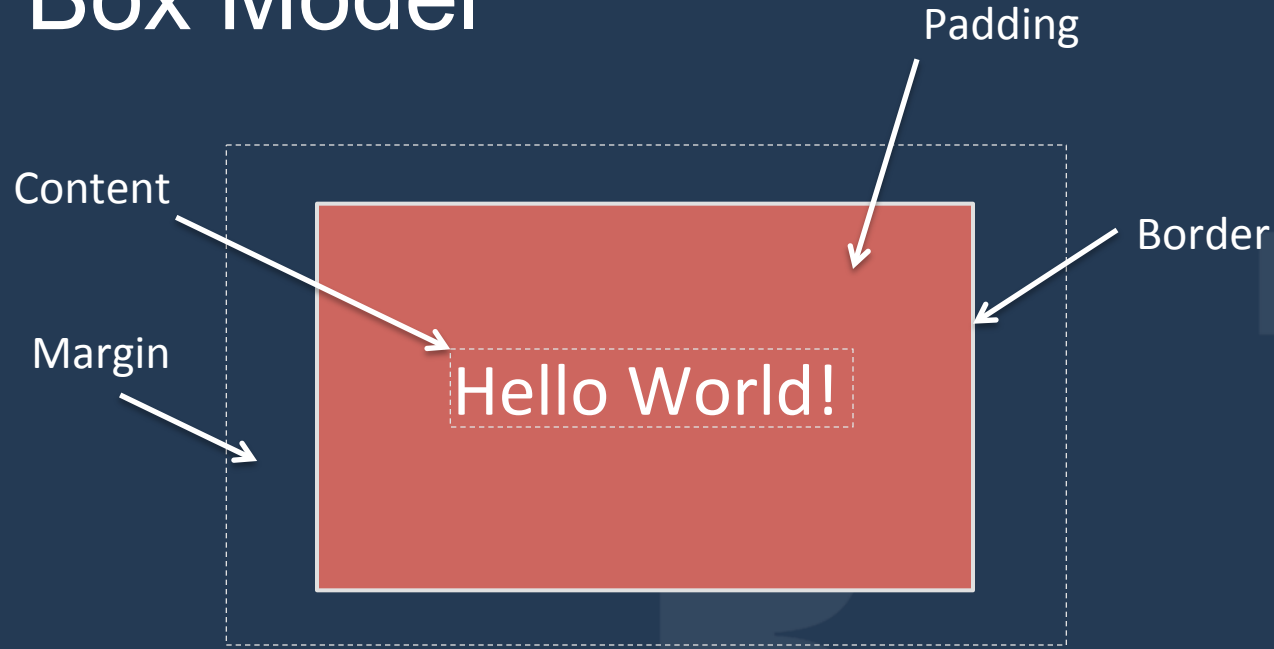 Box Model
Padding
Content
Border
Margin
Hello World!